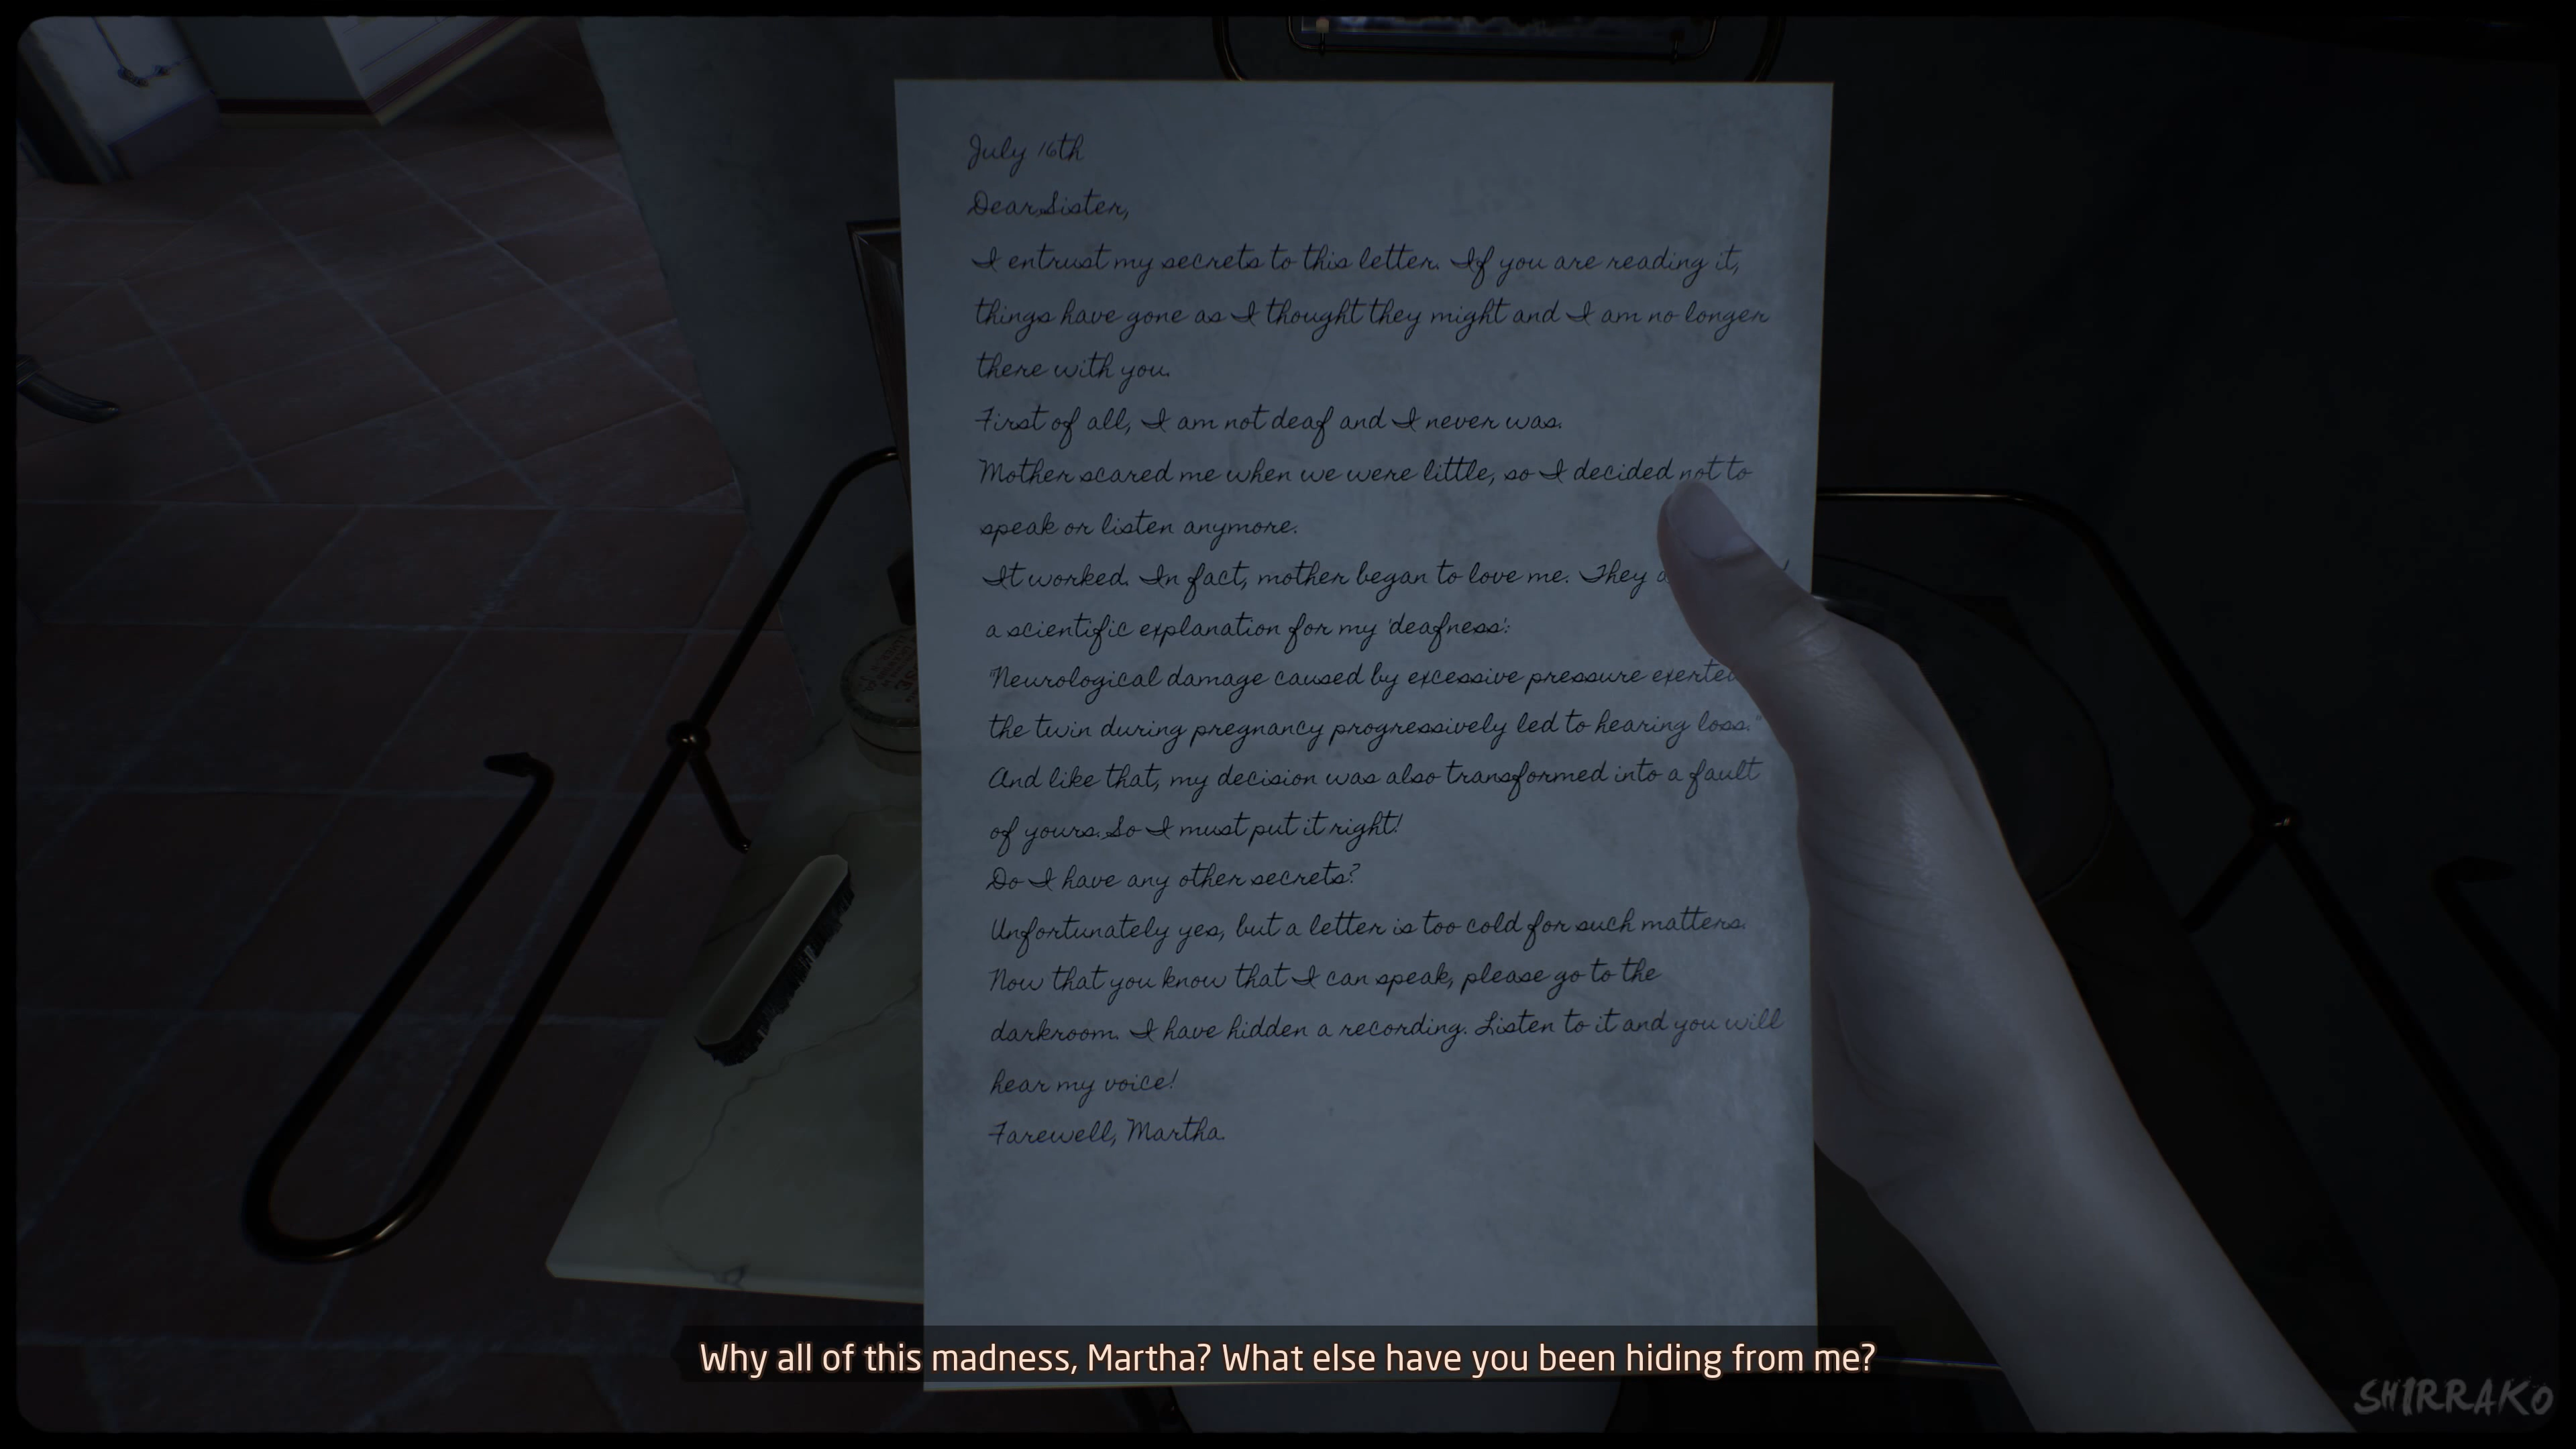 July 16th
Dear Sister,
I entrust my secrets to this letter. If you are reading it,
things have gone as I thought they might and I am no longer
there with you.
First of all, I am not deaf and I never was.
Mother scared me when we were little, so I decided not to
speak or listen anymore.
It worked. In fact, mother began to love me. They
a scientific explanation for my 'deafness':
"Neurological damage caused by excessive pressure exerted
the twin during pregnancy progressively led to hearing loss."
And like that, my decision was also transformed into a fault
of yours. So I must put it right!
Do I have any other secrets?
Unfortunately yes, but a letter is too cold for such matters.
Now that you know that I can speak, please go to the
darkroom. I have hidden a recording. Listen to it and you will
hear my voice!
Farewell, Martha.
Why all of this madness, Martha? What else have you been hiding from me?
SHIRRAKO